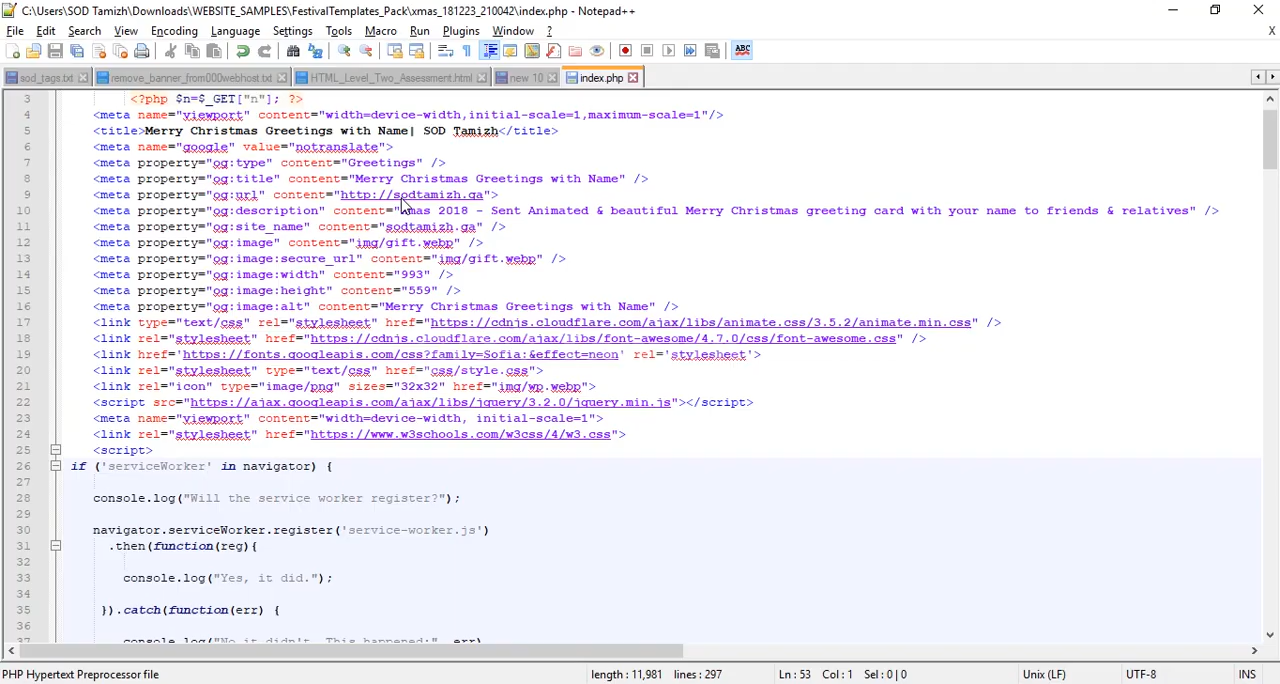 C:\Users\SOD Tamizh\Downloads\WEBSITE_SAMPLES\FestivalTemplates_Pack\xmas_181223_210042\index.php - Notepad++
File Edit Search View Encoding Language Settings Tools Macro Run Plugins Window ? X
ABC
sod_tags.txt remove_banner_from000webhost.txt HTML_Level_Two_Assessment.html new 10 index.php
3 <?php $n=$_GET["n"]; ?>
4 <meta name="viewport" content="width=device-width,initial-scale=1,maximum-scale=1"/>
5 <title>Merry Christmas Greetings with Name| SOD Tamizh</title>
6 <meta name="google" value="notranslate">
7 <meta property="og:type" content="Greetings" />
8 <meta property="og:title" content="Merry Christmas Greetings with Name" />
9 <meta property="og:url" content="http://sodtamizh.ga">
10 <meta property="og:description" content="Xmas 2018 - Sent Animated & beautiful Merry Christmas greeting card with your name to friends & relatives" />
11 <meta property="og:site_name" content="sodtamizh.ga" />
12 <meta property="og:image" content="img/gift.webp" />
13 <meta property="og:image:secure_url" content="img/gift.webp" />
14 <meta property="og:image:width" content="993" />
15 <meta property="og:image:height" content="559" />
16 <meta property="og:image:alt" content="Merry Christmas Greetings with Name" />
17 <link type="text/css" rel="stylesheet" href="https://cdnjs.cloudflare.com/ajax/libs/animate.css/3.5.2/animate.min.css" />
18 <link rel="stylesheet" href="https://cdnjs.cloudflare.com/ajax/libs/font-awesome/4.7.0/css/font-awesome.css" />
19 <link href='https://fonts.googleapis.com/css?family=Sofia:&effect=neon' rel='stylesheet'>
20 <link rel="stylesheet" type="text/css" href="css/style.css">
21 <link rel="icon" type="image/png" sizes="32x32" href="img/wp.webp">
22 <script src="https://ajax.googleapis.com/ajax/libs/jquery/3.2.0/jquery.min.js"></script>
23 <meta name="viewport" content="width=device-width, initial-scale=1">
24 <link rel="stylesheet" href="https://www.w3schools.com/w3css/4/w3.css">
25 <script>
26 if ('serviceWorker' in navigator) {
27
28 console.log("Will the service worker register?");
29
30 navigator.serviceWorker.register('service-worker.js')
31 .then(function(reg){
32
33 console.log("Yes, it did.");
34
35 }).catch(function(err) {
36
37 console.log("No it didn't. This happened:", err)
PHP Hypertext Preprocessor file length : 11,981 lines : 297 Ln : 53 Col : 1 Sel : 0 | 0 Unix (LF) UTF-8 INS